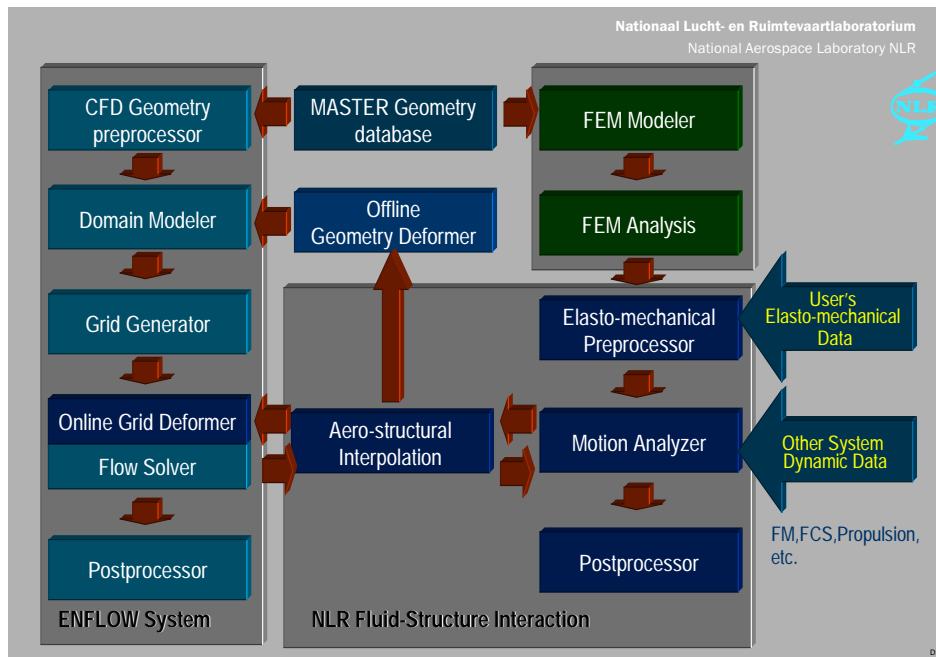 Nationaal Lucht- en Ruimtevaartlaboratorium
National Aerospace Laboratory NLR
NLR
CFD Geometry
preprocessor
MASTER Geometry
database
FEM Modeler
Domain Modeler
Offline
Geometry Deformer
FEM Analysis
Grid Generator
Elasto-mechanical
Preprocessor
User's
Elasto-mechanical
Data
Online Grid Deformer
Flow Solver
Aero-structural
Interpolation
Motion Analyzer
Other System
Dynamic Data
FM,FCS,Propulsion,
etc.
Postprocessor
Postprocessor
ENFLOW System
NLR Fluid-Structure Interaction
D